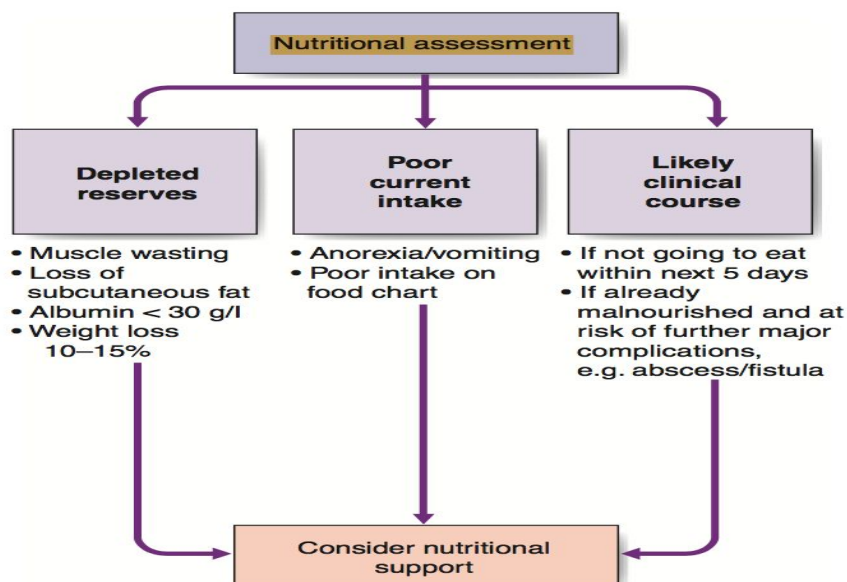 Nutritional assessment
Depleted
reserves
• Muscle wasting
• Loss of
subcutaneous fat
• Albumin < 30 g/l
• Weight loss
10–15%
Poor
current
intake
• Anorexia/vomiting
• Poor intake on
food chart
Likely
clinical
course
• If not going to eat
within next 5 days
• If already
malnourished and at
risk of further major
complications,
e.g. abscess/fistula
Consider nutritional
support